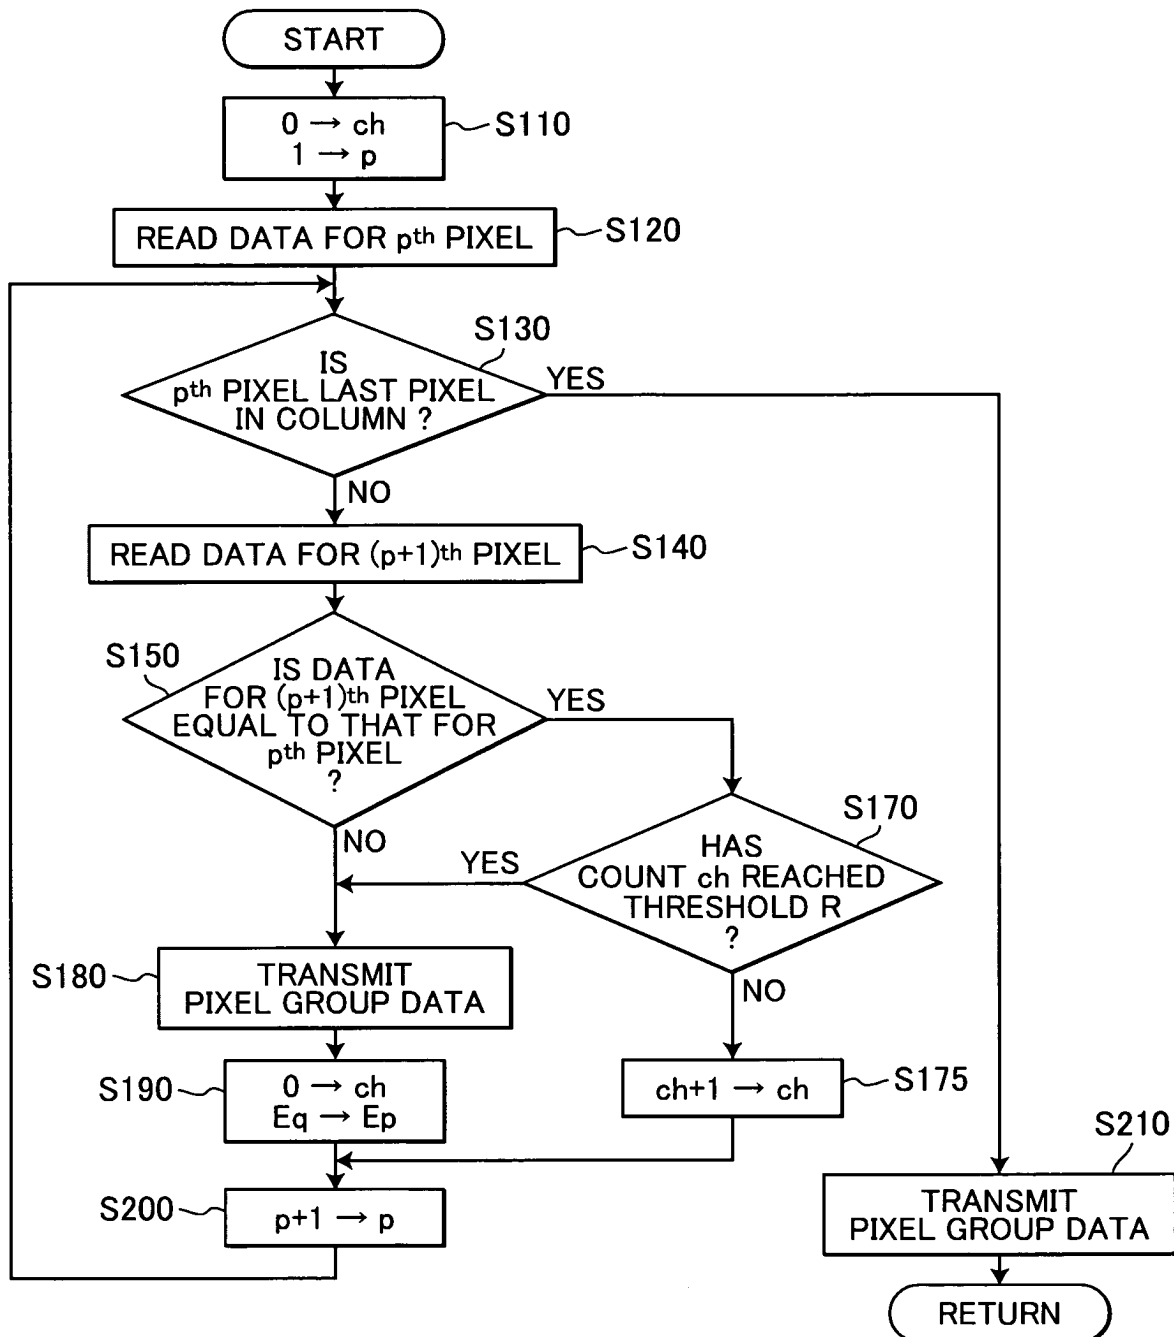 START
0 → ch
1 → p
S110
READ DATA FOR pth PIXEL
S120
S130
IS
pth PIXEL LAST PIXEL
IN COLUMN ?
YES
NO
READ DATA FOR (p+1)th PIXEL
S140
S150
IS DATA
FOR (p+1)th PIXEL
EQUAL TO THAT FOR
pth PIXEL
?
YES
NO
S170
HAS
COUNT ch REACHED
THRESHOLD R
?
YES
NO
S180
TRANSMIT
PIXEL GROUP DATA
S190
0 → ch
Eq → Ep
ch+1 → ch
S175
S200
p+1 → p
S210
TRANSMIT
PIXEL GROUP DATA
RETURN